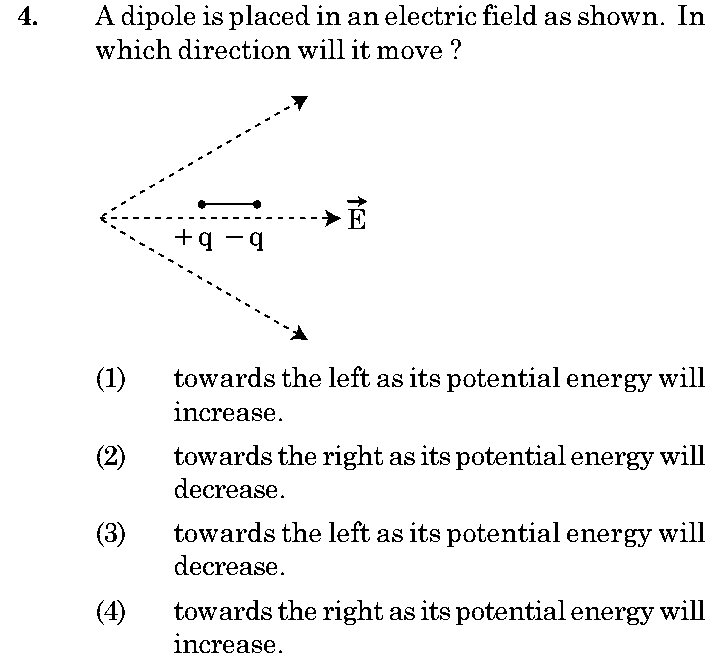 4. A dipole is placed in an electric field as shown. In
which direction will it move ?
E
+q −q
(1) towards the left as its potential energy will
increase.
(2) towards the right as its potential energy will
decrease.
(3) towards the left as its potential energy will
decrease.
(4) towards the right as its potential energy will
increase.